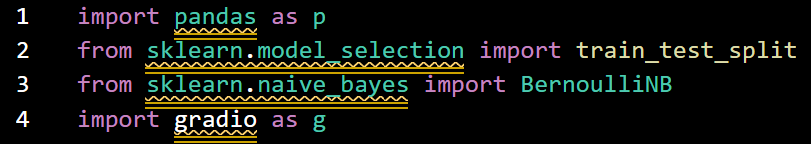 1 import pandas as p
2 from sklearn.model_selection import train_test_split
3 from sklearn.naive_bayes import BernoulliNB
4 import gradio as g